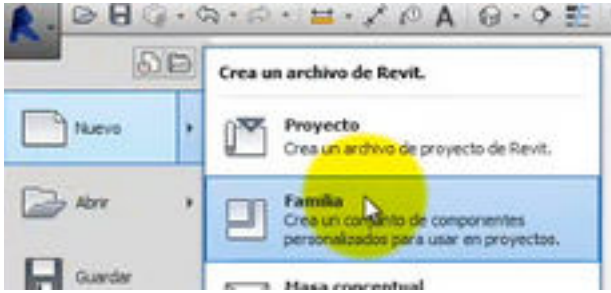 Crea un archivo de Revit.
Nuevo
Proyecto
Crea un archivo de proyecto de Revit.
Abrir
Familia
Crea un conjunto de componentes
personalizados para usar en proyectos.
Guardar
Masa conceptual